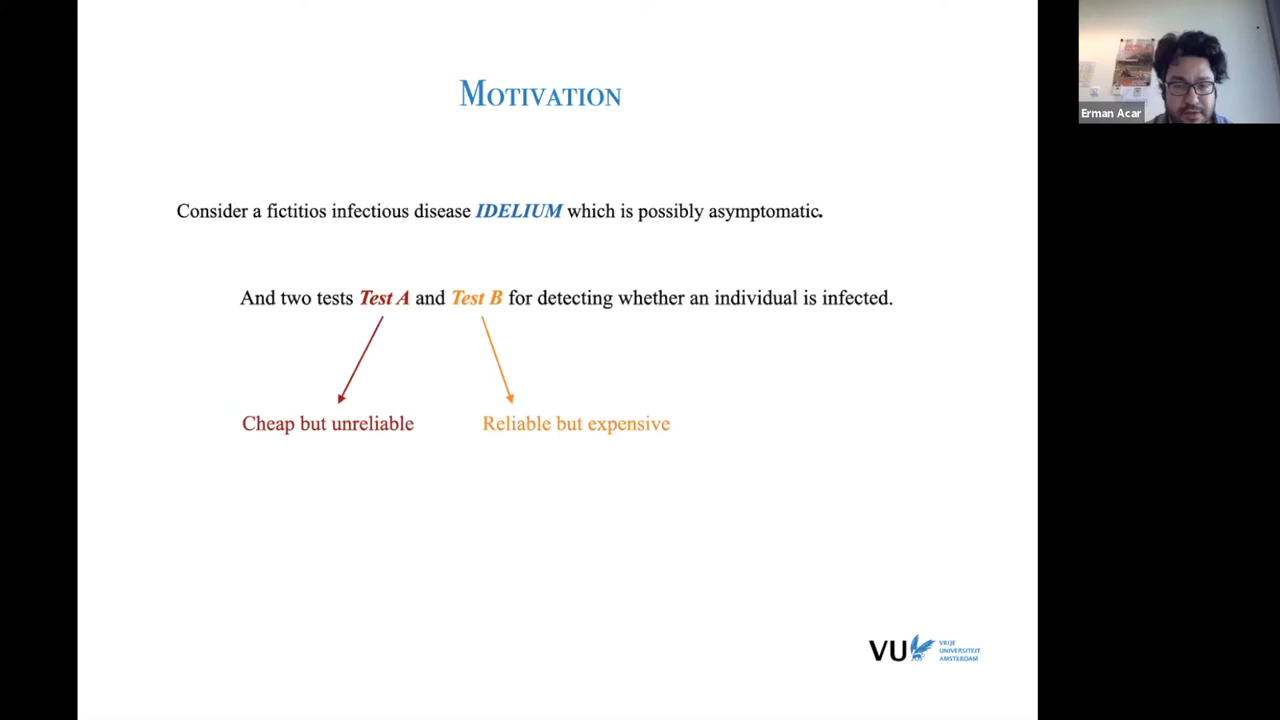 MOTIVATION
Erman Acar
Consider a fictitios infectious disease IDELIUM which is possibly asymptomatic.
And two tests Test A and Test B for detecting whether an individual is infected.
Cheap but unreliable
Reliable but expensive
VU
VRIJE
UNIVERSITEIT
AMSTERDAM